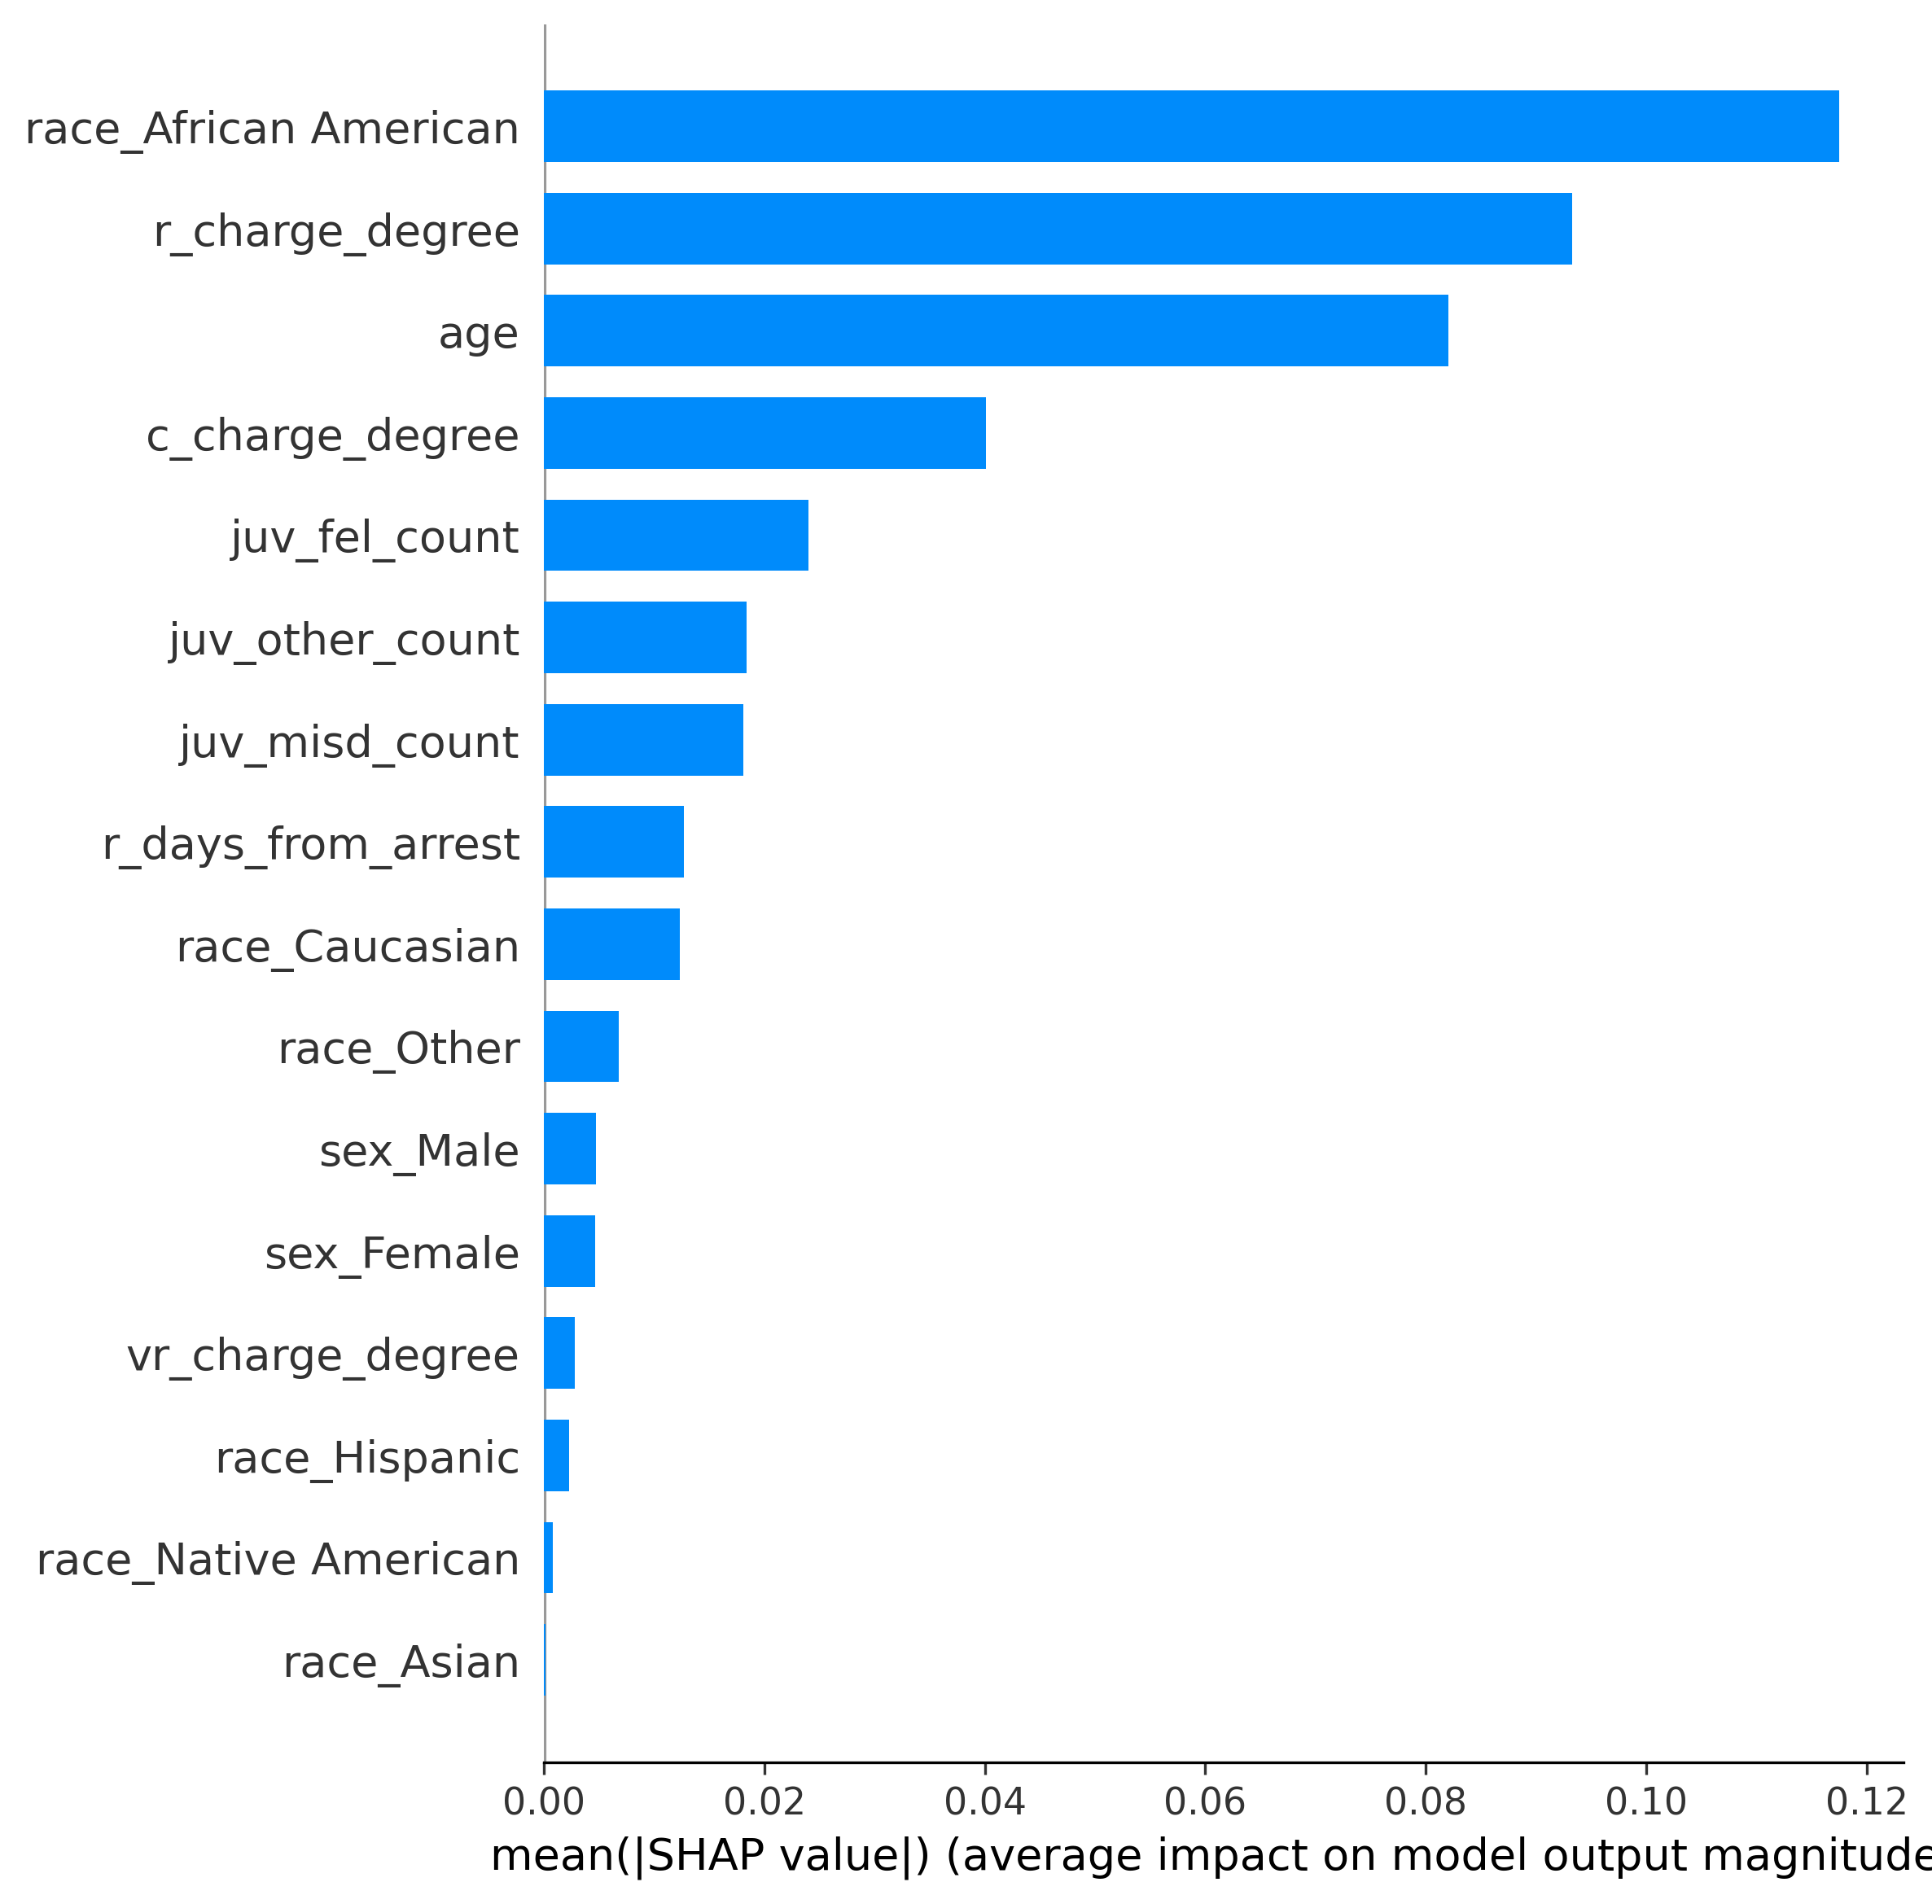 race_African American
r_charge_degree
age
c_charge_degree
juv_fel_count
juv_other_count
juv_misd_count
r_days_from_arrest
race_Caucasian
race_Other
sex_Male
sex_Female
vr_charge_degree
race_Hispanic
race_Native American
race_Asian
0.00 0.02 0.04 0.06 0.08 0.10 0.12
mean(|SHAP value|) (average impact on model output magnitude